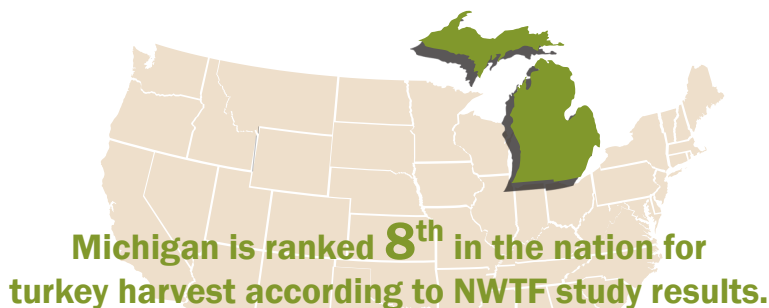 Michigan is ranked 8th in the nation for
turkey harvest according to NWTF study results.